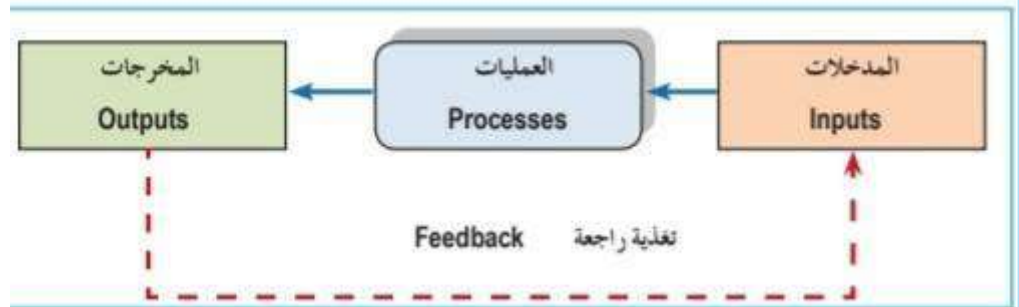 المدخلات
Inputs
العمليات
Processes
المخرجات
Outputs
تغذية راجعة Feedback